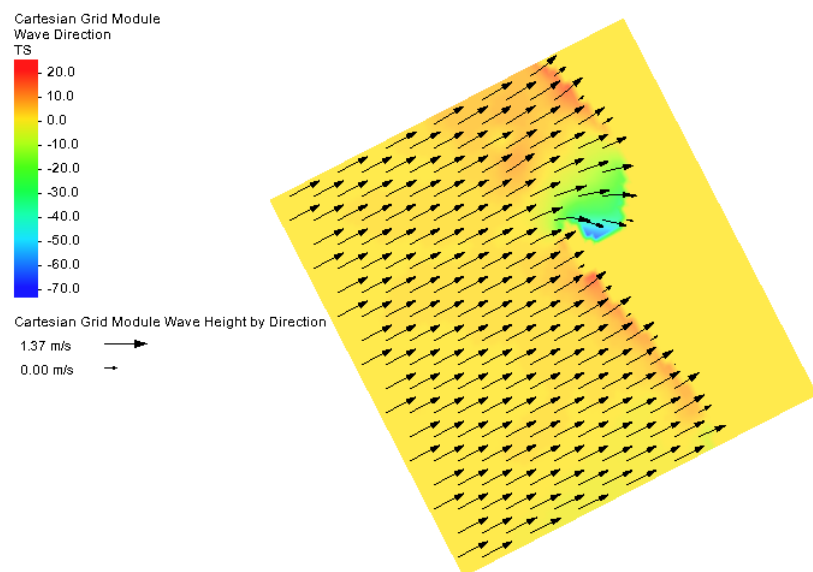 Cartesian Grid Module
Wave Direction
TS
20.0
10.0
0.0
-10.0
-20.0
-30.0
-40.0
-50.0
-60.0
-70.0
Cartesian Grid Module Wave Height by Direction
1.37 m/s
0.00 m/s